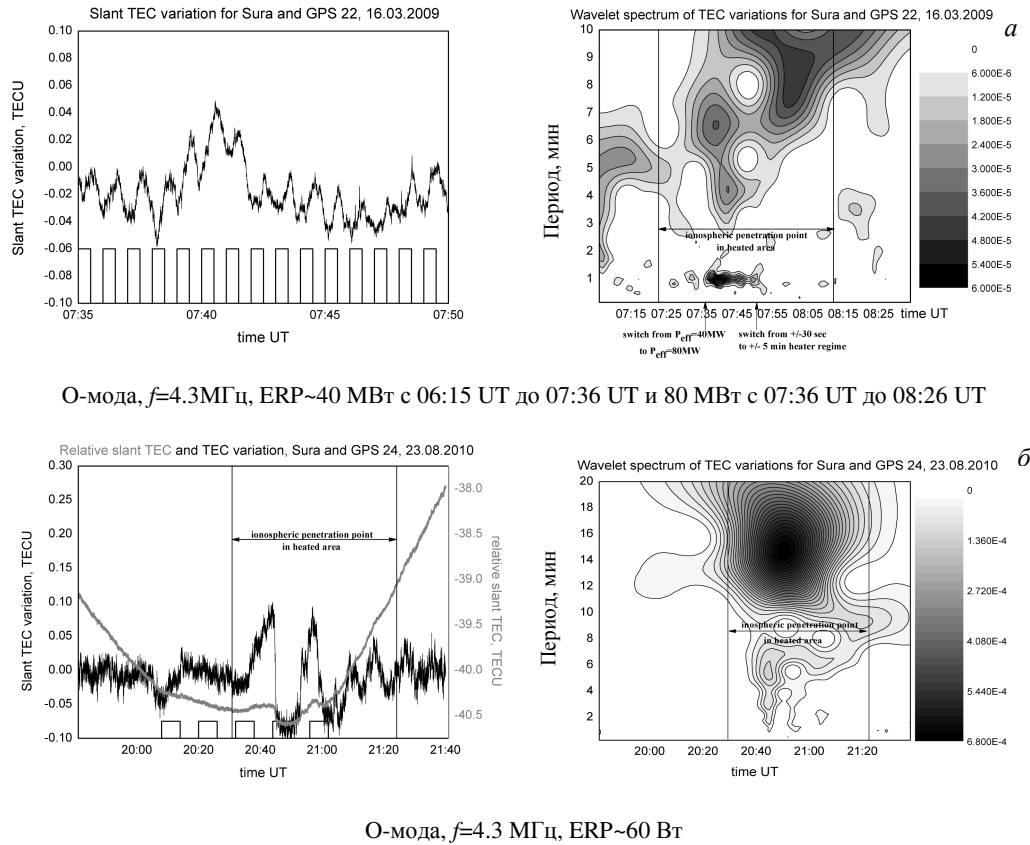 Slant TEC variation for Sura and GPS 22, 16.03.2009
Slant TEC variation, TECU
0.10
0.08
0.06
0.04
0.02
0.00
-0.02
-0.04
-0.06
-0.08
-0.10
07:35 07:40 07:45 07:50
time UT
Wavelet spectrum of TEC variations for Sura and GPS 22, 16.03.2009
а
Период, мин
10
9
8
7
6
5
4
3
2
1
ionospheric penetration point
in heated area
07:15 07:25 07:35 07:45 07:55 08:05 08:15 08:25 time UT
switch from Peff=40MW
to Peff=80MW
switch from +/-30 sec
to +/- 5 min heater regime
0
6.000E-6
1.200E-5
2.400E-5
3.600E-5
4.200E-5
4.800E-5
5.400E-5
6.000E-5
О-мода, f=4.3МГц, ERP~40 МВт с 06:15 UT до 07:36 UT и 80 МВт с 07:36 UT до 08:26 UT
Relative slant TEC and TEC variation, Sura and GPS 24, 23.08.2010
Slant TEC variation, TECU
0.30
0.25
0.20
0.15
0.10
0.05
0.00
-0.05
-0.10
ionospheric penetration point
in heated area
-38.0
-38.5
-39.0
-39.5
-40.0
-40.5
relative slant TEC, TECU
20:00 20:20 20:40 21:00 21:20 21:40
time UT
Wavelet spectrum of TEC variations for Sura and GPS 24, 23.08.2010
б
Период, мин
20
18
16
14
12
10
8
6
4
2
inospheric penetration point
in heated area
20:00 20:20 20:40 21:00 21:20
time UT
0
1.360E-4
2.720E-4
4.080E-4
5.440E-4
6.800E-4
О-мода, f=4.3 МГц, ERP~60 Вт